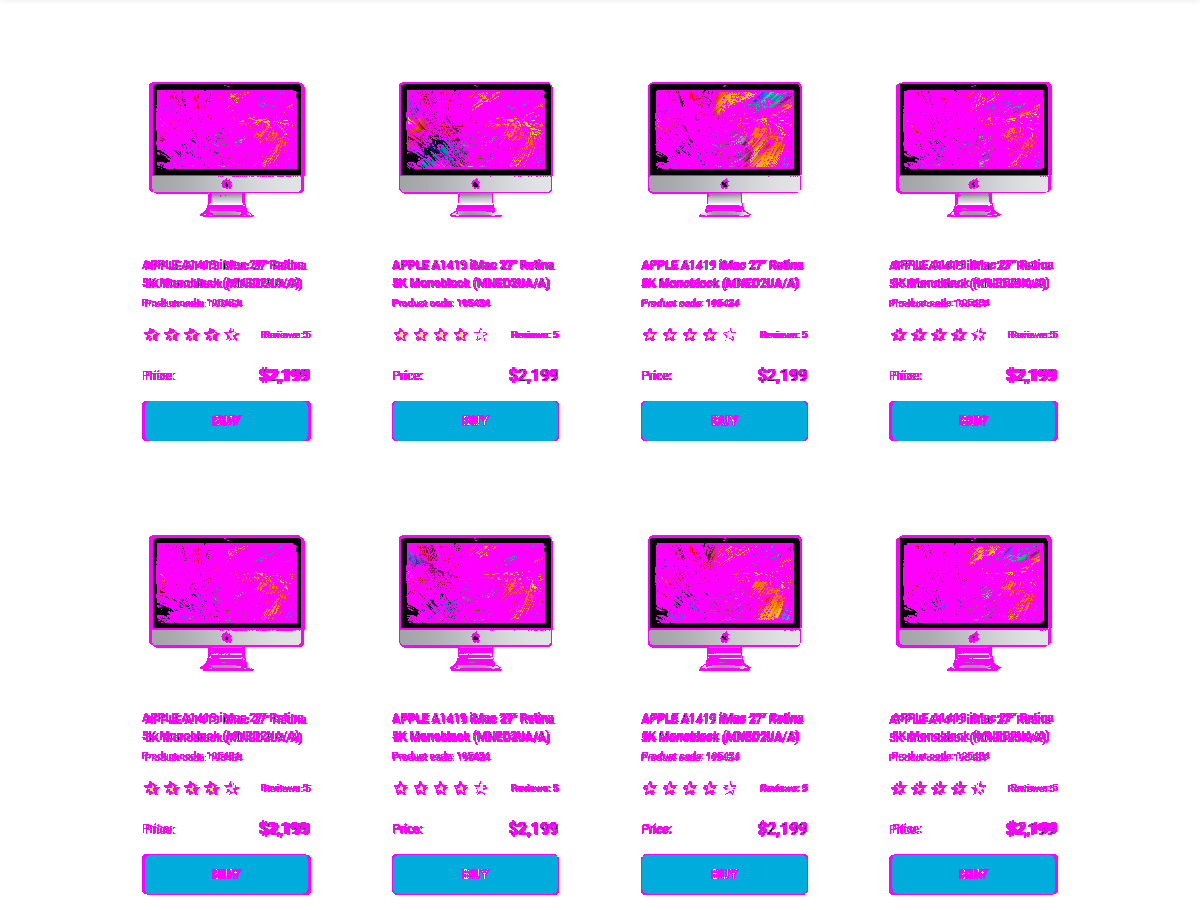 APPLE A1419 iMac 27" Retina
5K Monoblock (MNED2UA/A)
Product code: 195434
Reviews: 5
Price:
$2,199
BUY
APPLE A1419 iMac 27" Retina
5K Monoblock (MNED2UA/A)
Product code: 195434
Reviews: 5
Price:
$2,199
BUY
APPLE A1419 iMac 27" Retina
5K Monoblock (MNED2UA/A)
Product code: 195434
Reviews: 5
Price:
$2,199
BUY
APPLE A1419 iMac 27" Retina
5K Monoblock (MNED2UA/A)
Product code: 195434
Reviews: 5
Price:
$2,199
BUY
APPLE A1419 iMac 27" Retina
5K Monoblock (MNED2UA/A)
Product code: 195434
Reviews: 5
Price:
$2,199
BUY
APPLE A1419 iMac 27" Retina
5K Monoblock (MNED2UA/A)
Product code: 195434
Reviews: 5
Price:
$2,199
BUY
APPLE A1419 iMac 27" Retina
5K Monoblock (MNED2UA/A)
Product code: 195434
Reviews: 5
Price:
$2,199
BUY
APPLE A1419 iMac 27" Retina
5K Monoblock (MNED2UA/A)
Product code: 195434
Reviews: 5
Price:
$2,199
BUY